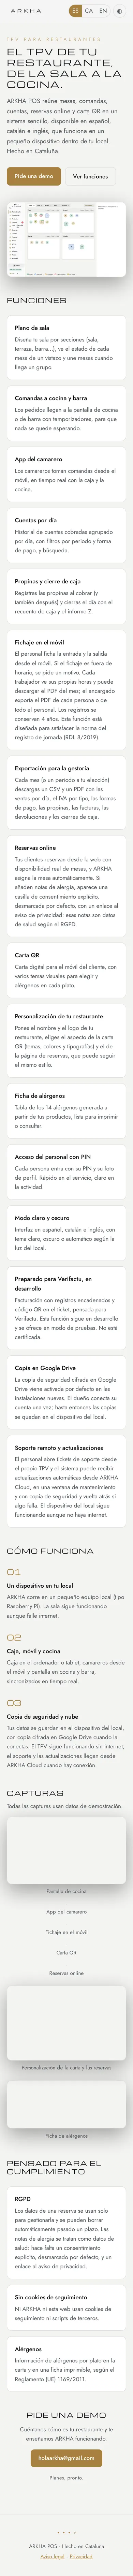 ARKHA
ES CA EN
TPV PARA RESTAURANTES
EL TPV DE TU
RESTAURANTE,
DE LA SALA A LA
COCINA.
ARKHA POS reúne mesas, comandas,
cuentas, reservas online y carta QR en un
sistema sencillo, disponible en español,
catalán e inglés, que funciona en un
pequeño dispositivo dentro de tu local.
Hecho en Cataluña.
Pide una demo
Ver funciones
FUNCIONES
Plano de sala
Diseña tu sala por secciones (sala,
terraza, barra…), ve el estado de cada
mesa de un vistazo y une mesas cuando
llega un grupo.
Comandas a cocina y barra
Los pedidos llegan a la pantalla de cocina
o de barra con temporizadores, para que
nada se quede esperando.
App del camarero
Los camareros toman comandas desde el
móvil, en tiempo real con la caja y la
cocina.
Cuentas por día
Historial de cuentas cobradas agrupado
por día, con filtros por periodo y forma
de pago, y búsqueda.
Propinas y cierre de caja
Registras las propinas al cobrar (y
también después) y cierras el día con el
recuento de caja y el informe Z.
Fichaje en el móvil
El personal ficha la entrada y la salida
desde el móvil. Si el fichaje es fuera de
horario, se pide un motivo. Cada
trabajador ve sus propias horas y puede
descargar el PDF del mes; el encargado
exporta el PDF de cada persona o de
todo el personal. Los registros se
conservan 4 años. Esta función está
diseñada para satisfacer la norma del
registro de jornada (RDL 8/2019).
Exportación para la gestoría
Cada mes (o un periodo a tu elección)
descargas un CSV y un PDF con las
ventas por día, el IVA por tipo, las formas
de pago, las propinas, las facturas, las
devoluciones y los cierres de caja.
Reservas online
Tus clientes reservan desde la web con
disponibilidad real de mesas, y ARKHA
asigna la mesa automáticamente. Si
añaden nota de alergia, aparece una
casilla de consentimiento explícito,
desmarcada por defecto, con un enlace al
aviso de privacidad: esas notas son datos
de salud según el RGPD.
Carta QR
Carta digital para el móvil del cliente, con
varios temas visuales para elegir y
alérgenos en cada plato.
Personalización de tu restaurante
Pones el nombre y el logo de tu
restaurante, eliges el aspecto de la carta
QR (temas, colores y tipografías) y el de
la página de reservas, que puede seguir
el mismo estilo.
Ficha de alérgenos
Tabla de los 14 alérgenos generada a
partir de tus productos, lista para imprimir
o consultar.
Acceso del personal con PIN
Cada persona entra con su PIN y su foto
de perfil. Rápido en el servicio, claro en
la actividad.
Modo claro y oscuro
Interfaz en español, catalán e inglés, con
tema claro, oscuro o automático según la
luz del local.
Preparado para Verifactu, en
desarrollo
Facturación con registros encadenados y
código QR en el ticket, pensada para
Verifactu. Esta función sigue en desarrollo
y se someterá a pruebas. No está
certificada.
Copia en Google Drive
La copia de seguridad cifrada en Google
Drive viene activada por defecto en las
instalaciones nuevas. El cliente conecta su
cuenta una vez; hasta entonces las copias
se quedan en el dispositivo del local.
Soporte remoto y actualizaciones
El personal abre tickets de soporte desde
el propio TPV y el sistema puede recibir
actualizaciones automáticas desde ARKHA
Cloud, en una ventana de mantenimiento
y con copia de seguridad y vuelta atrás si
algo falla. El dispositivo del local sigue
funcionando aunque no haya internet.
CÓMO FUNCIONA
01
Un dispositivo en tu local
ARKHA corre en un pequeño equipo local (tipo
Raspberry Pi). La sala sigue funcionando
aunque falle internet.
02
Caja, móvil y cocina
Caja en el ordenador o tablet, camareros desde
el móvil y pantalla en cocina y barra,
sincronizados en tiempo real.
03
Copia de seguridad y nube
Tus datos se guardan en el dispositivo del local,
con copia cifrada en Google Drive cuando la
conectas. El TPV sigue funcionando sin internet;
el soporte y las actualizaciones llegan desde
ARKHA Cloud cuando hay conexión.
CAPTURAS
Todas las capturas usan datos de demostración.
Pantalla de cocina
App del camarero
Fichaje en el móvil
Carta QR
Reservas online
Personalización de la carta y las reservas
Ficha de alérgenos
PENSADO PARA EL
CUMPLIMIENTO
RGPD
Los datos de una reserva se usan solo
para gestionarla y se pueden borrar
automáticamente pasado un plazo. Las
notas de alergia se tratan como datos de
salud: hace falta un consentimiento
explícito, desmarcado por defecto, y un
enlace al aviso de privacidad.
Sin cookies de seguimiento
Ni ARKHA ni este web usan cookies de
seguimiento ni scripts de terceros.
Alérgenos
Información de alérgenos por plato en la
carta y en una ficha imprimible, según el
Reglamento (UE) 1169/2011.
PIDE UNA DEMO
Cuéntanos cómo es tu restaurante y te
enseñamos ARKHA funcionando.
holaarkha@gmail.com
Planes, pronto.
ARKHA POS · Hecho en Cataluña
Aviso legal · Privacidad